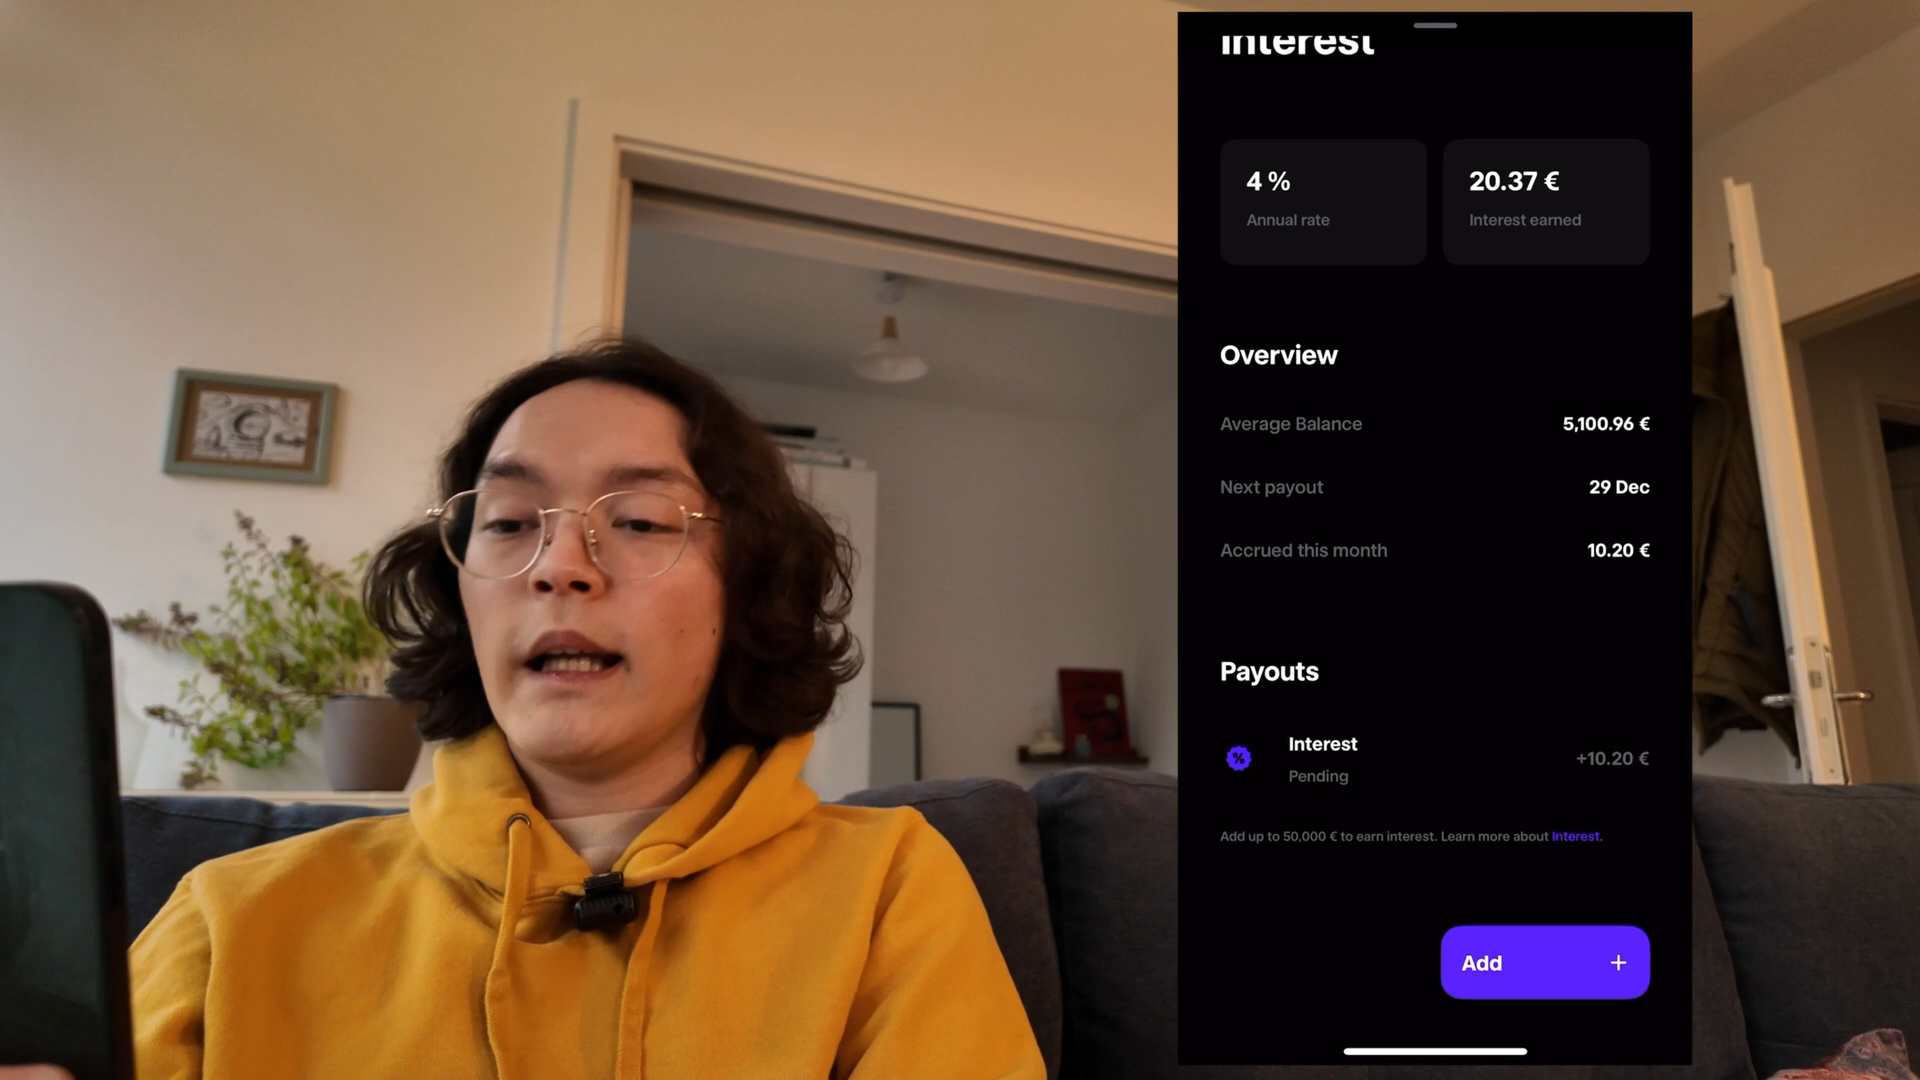 Interest
4 %
Annual rate
20.37 €
Interest earned
Overview
Average Balance
5,100.96 €
Next payout
29 Dec
Accrued this month
10.20 €
Payouts
Interest
Pending
+10.20 €
Add up to 50,000 € to earn interest. Learn more about Interest.
Add +